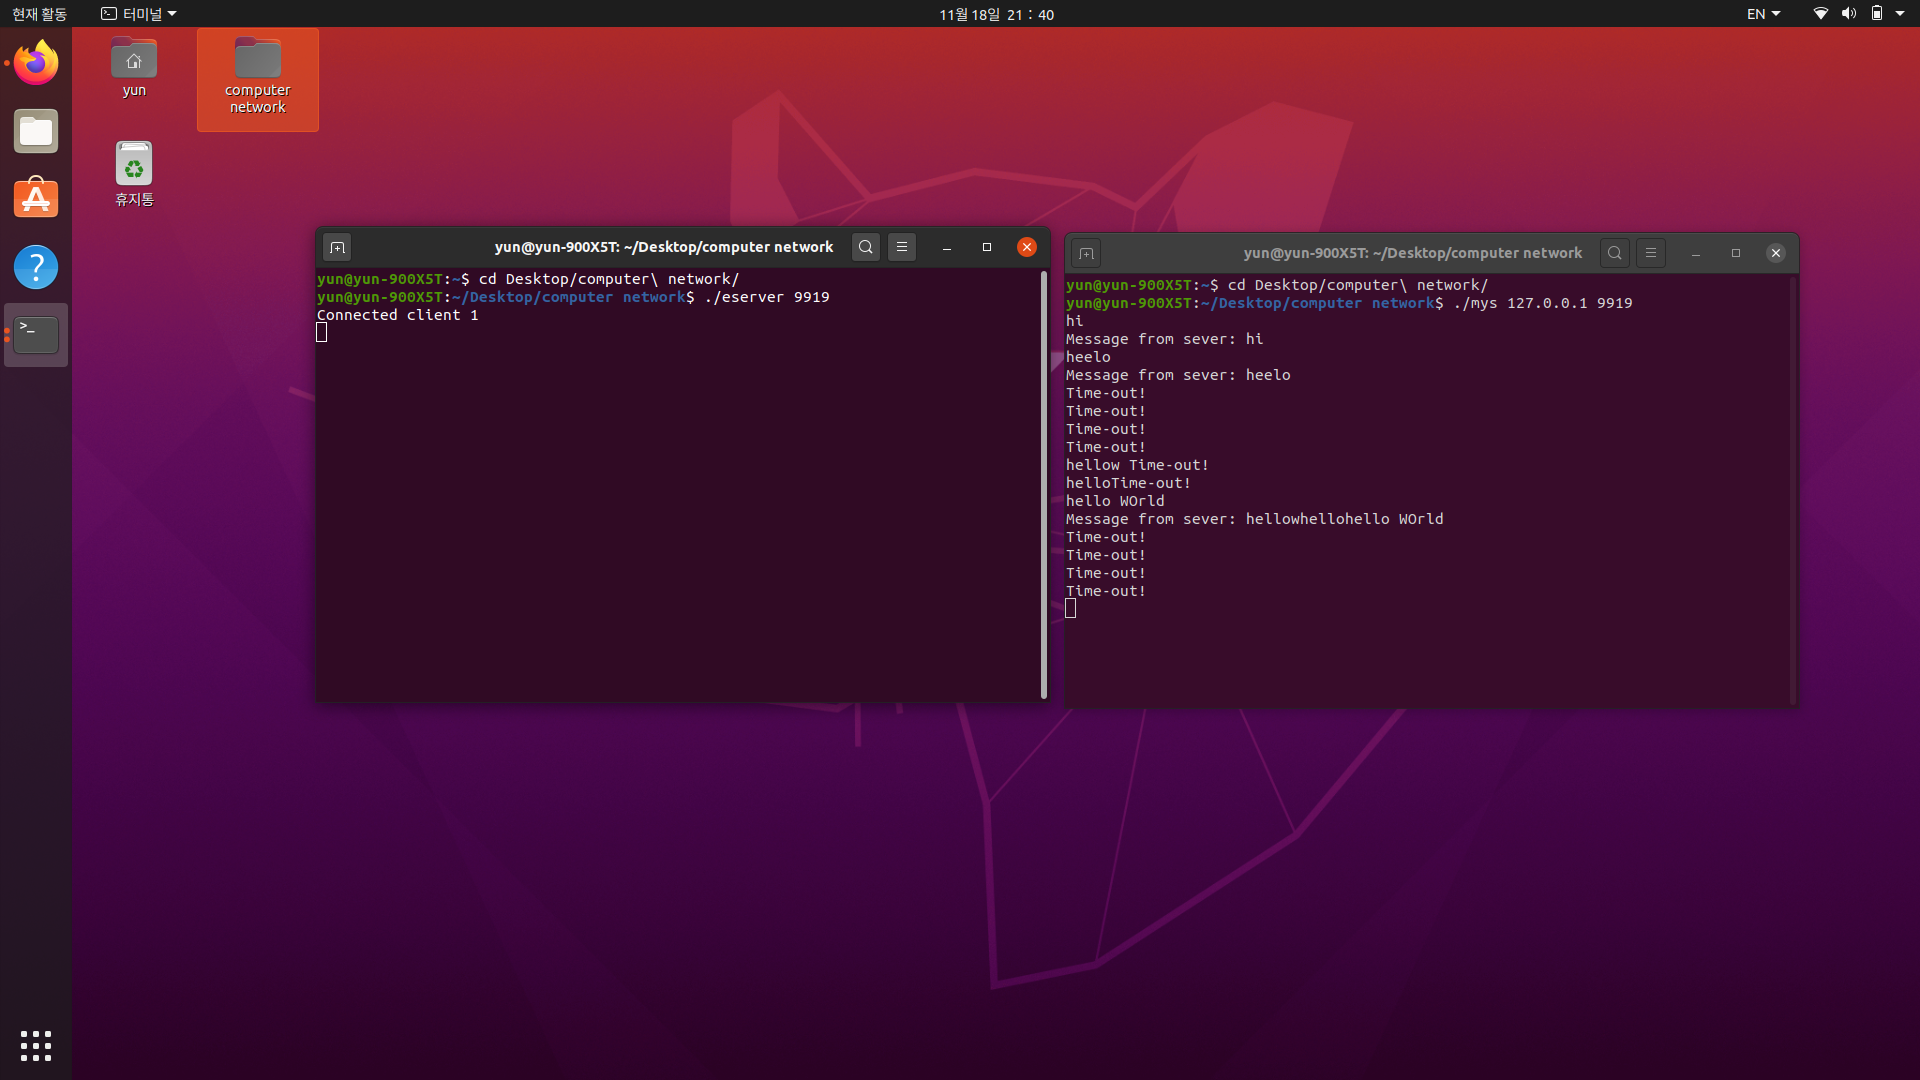 현재 활동
터미널
11월 18일 21 : 40
EN
yun
computer
network
휴지통
yun@yun-900X5T: ~/Desktop/computer network
yun@yun-900X5T:~$ cd Desktop/computer\ network/
yun@yun-900X5T:~/Desktop/computer network$ ./eserver 9919
Connected client 1
yun@yun-900X5T: ~/Desktop/computer network
yun@yun-900X5T:~$ cd Desktop/computer\ network/
yun@yun-900X5T:~/Desktop/computer network$ ./mys 127.0.0.1 9919
hi
Message from sever: hi
heelo
Message from sever: heelo
Time-out!
Time-out!
Time-out!
Time-out!
hellow Time-out!
helloTime-out!
hello WOrld
Message from sever: hellowhellohello WOrld
Time-out!
Time-out!
Time-out!
Time-out!